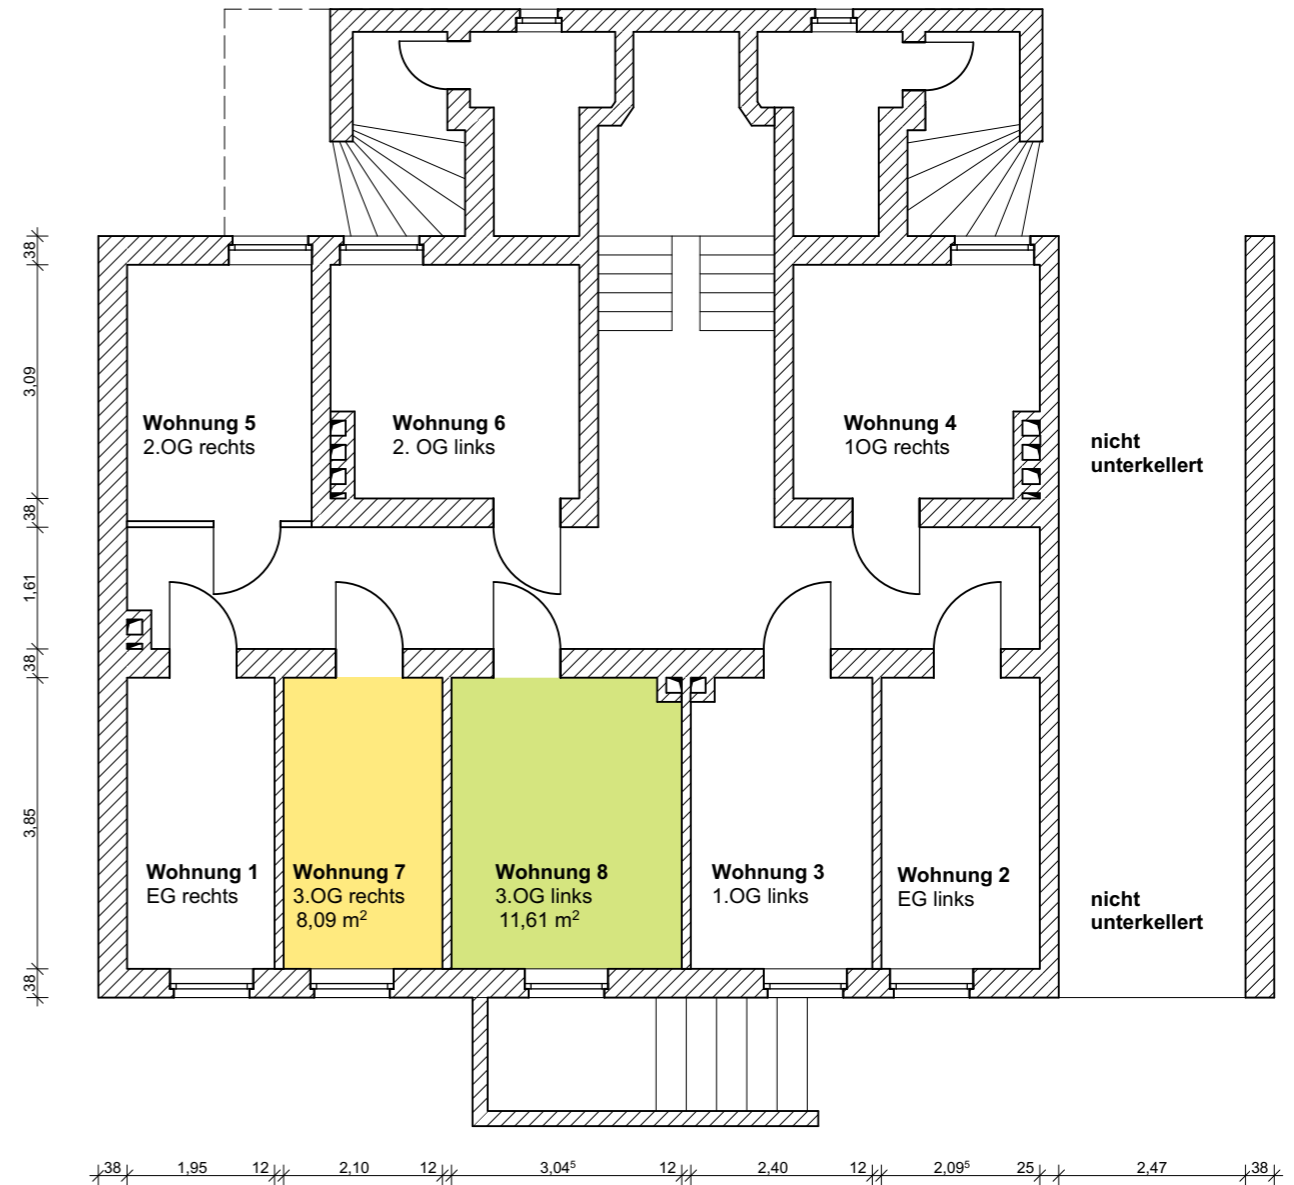 Wohnung 5
2.OG rechts
Wohnung 6
2. OG links
Wohnung 4
1OG rechts
nicht
unterkellert
Wohnung 1
EG rechts
Wohnung 7
3.OG rechts
8,09 m²
Wohnung 8
3.OG links
11,61 m²
Wohnung 3
1.OG links
Wohnung 2
EG links
nicht
unterkellert
38
3,09
38
1,61
38
3,85
38
38
1,95
12
2,10
12
3,04⁵
12
2,40
12
2,09⁵
25
2,47
38